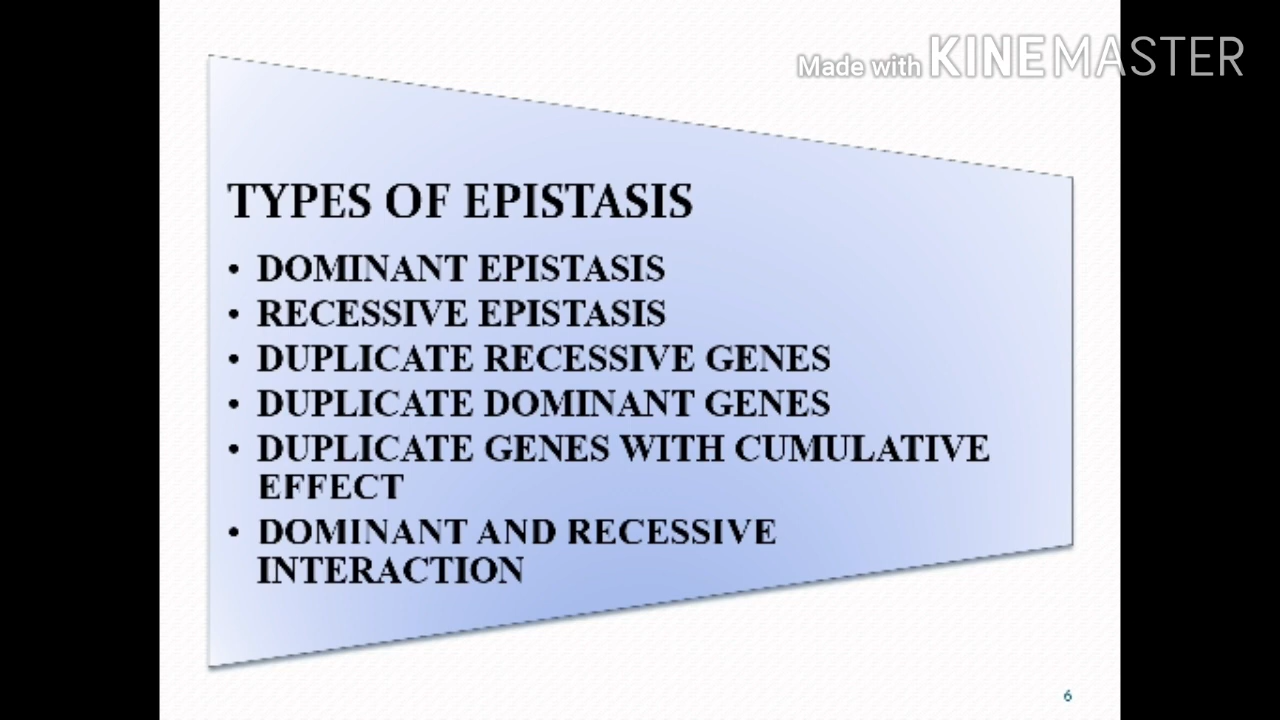 Made with KINEMASTER
TYPES OF EPISTASIS
• DOMINANT EPISTASIS
• RECESSIVE EPISTASIS
• DUPLICATE RECESSIVE GENES
• DUPLICATE DOMINANT GENES
• DUPLICATE GENES WITH CUMULATIVE
EFFECT
• DOMINANT AND RECESSIVE
INTERACTION
6